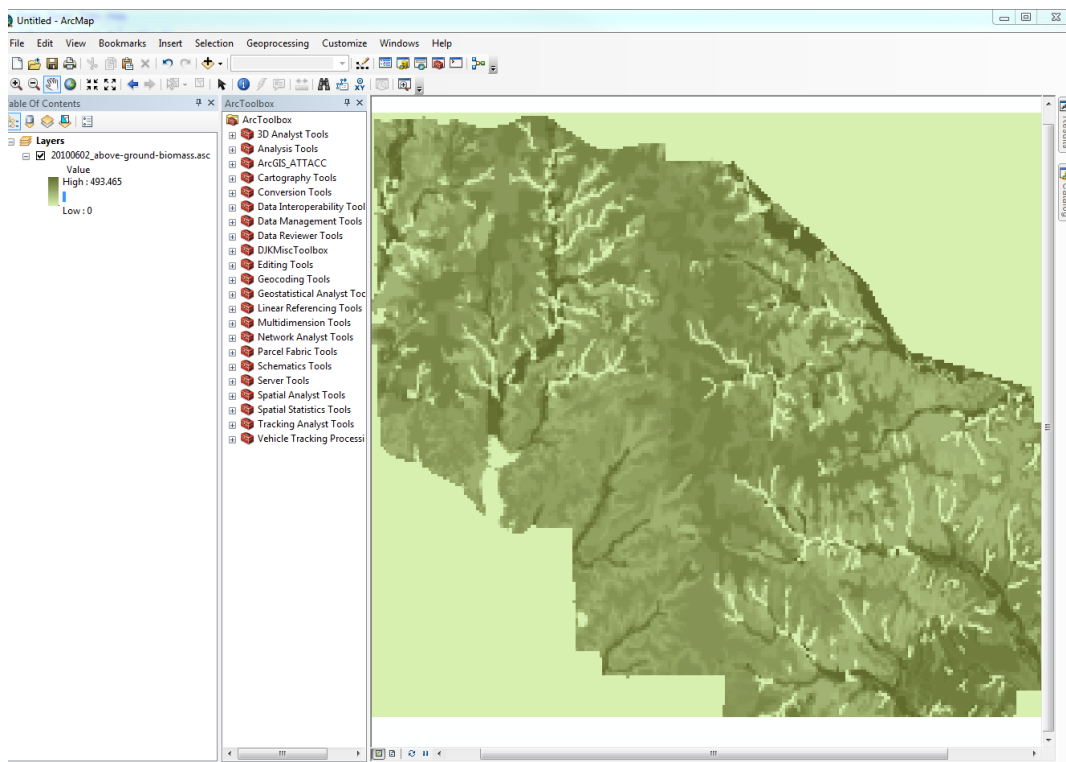 Untitled - ArcMap
File Edit View Bookmarks Insert Selection Geoprocessing Customize Windows Help
able Of Contents
Layers
20100602_above-ground-biomass.asc
Value
High : 493.465
Low : 0
ArcToolbox
ArcToolbox
3D Analyst Tools
Analysis Tools
ArcGIS_ATTACC
Cartography Tools
Conversion Tools
Data Interoperability Tool
Data Management Tools
Data Reviewer Tools
DJKMiscToolbox
Editing Tools
Geocoding Tools
Geostatistical Analyst Toc
Linear Referencing Tools
Multidimension Tools
Network Analyst Tools
Parcel Fabric Tools
Schematics Tools
Server Tools
Spatial Analyst Tools
Spatial Statistics Tools
Tracking Analyst Tools
Vehicle Tracking Processi